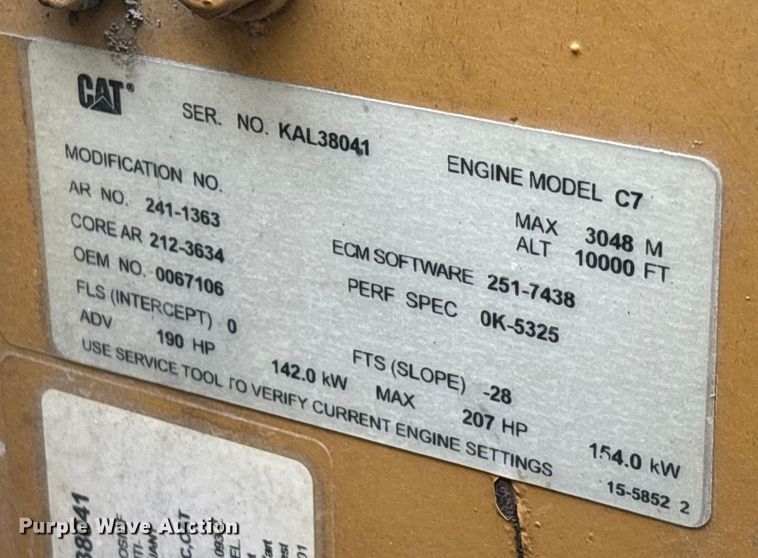 CAT®
SER. NO. KAL38041
ENGINE MODEL C7
MODIFICATION NO.
AR NO. 241-1363
MAX ALT 3048 M 10000 FT
CORE AR 212-3634
ECM SOFTWARE 251-7438
OEM NO. 0067106
PERF SPEC 0K-5325
FLS (INTERCEPT) 0
FTS (SLOPE) -28
ADV 190 HP 142.0 kW MAX 207 HP 154.0 kW
USE SERVICE TOOL TO VERIFY CURRENT ENGINE SETTINGS
15-5852 2
Purple Wave Auction